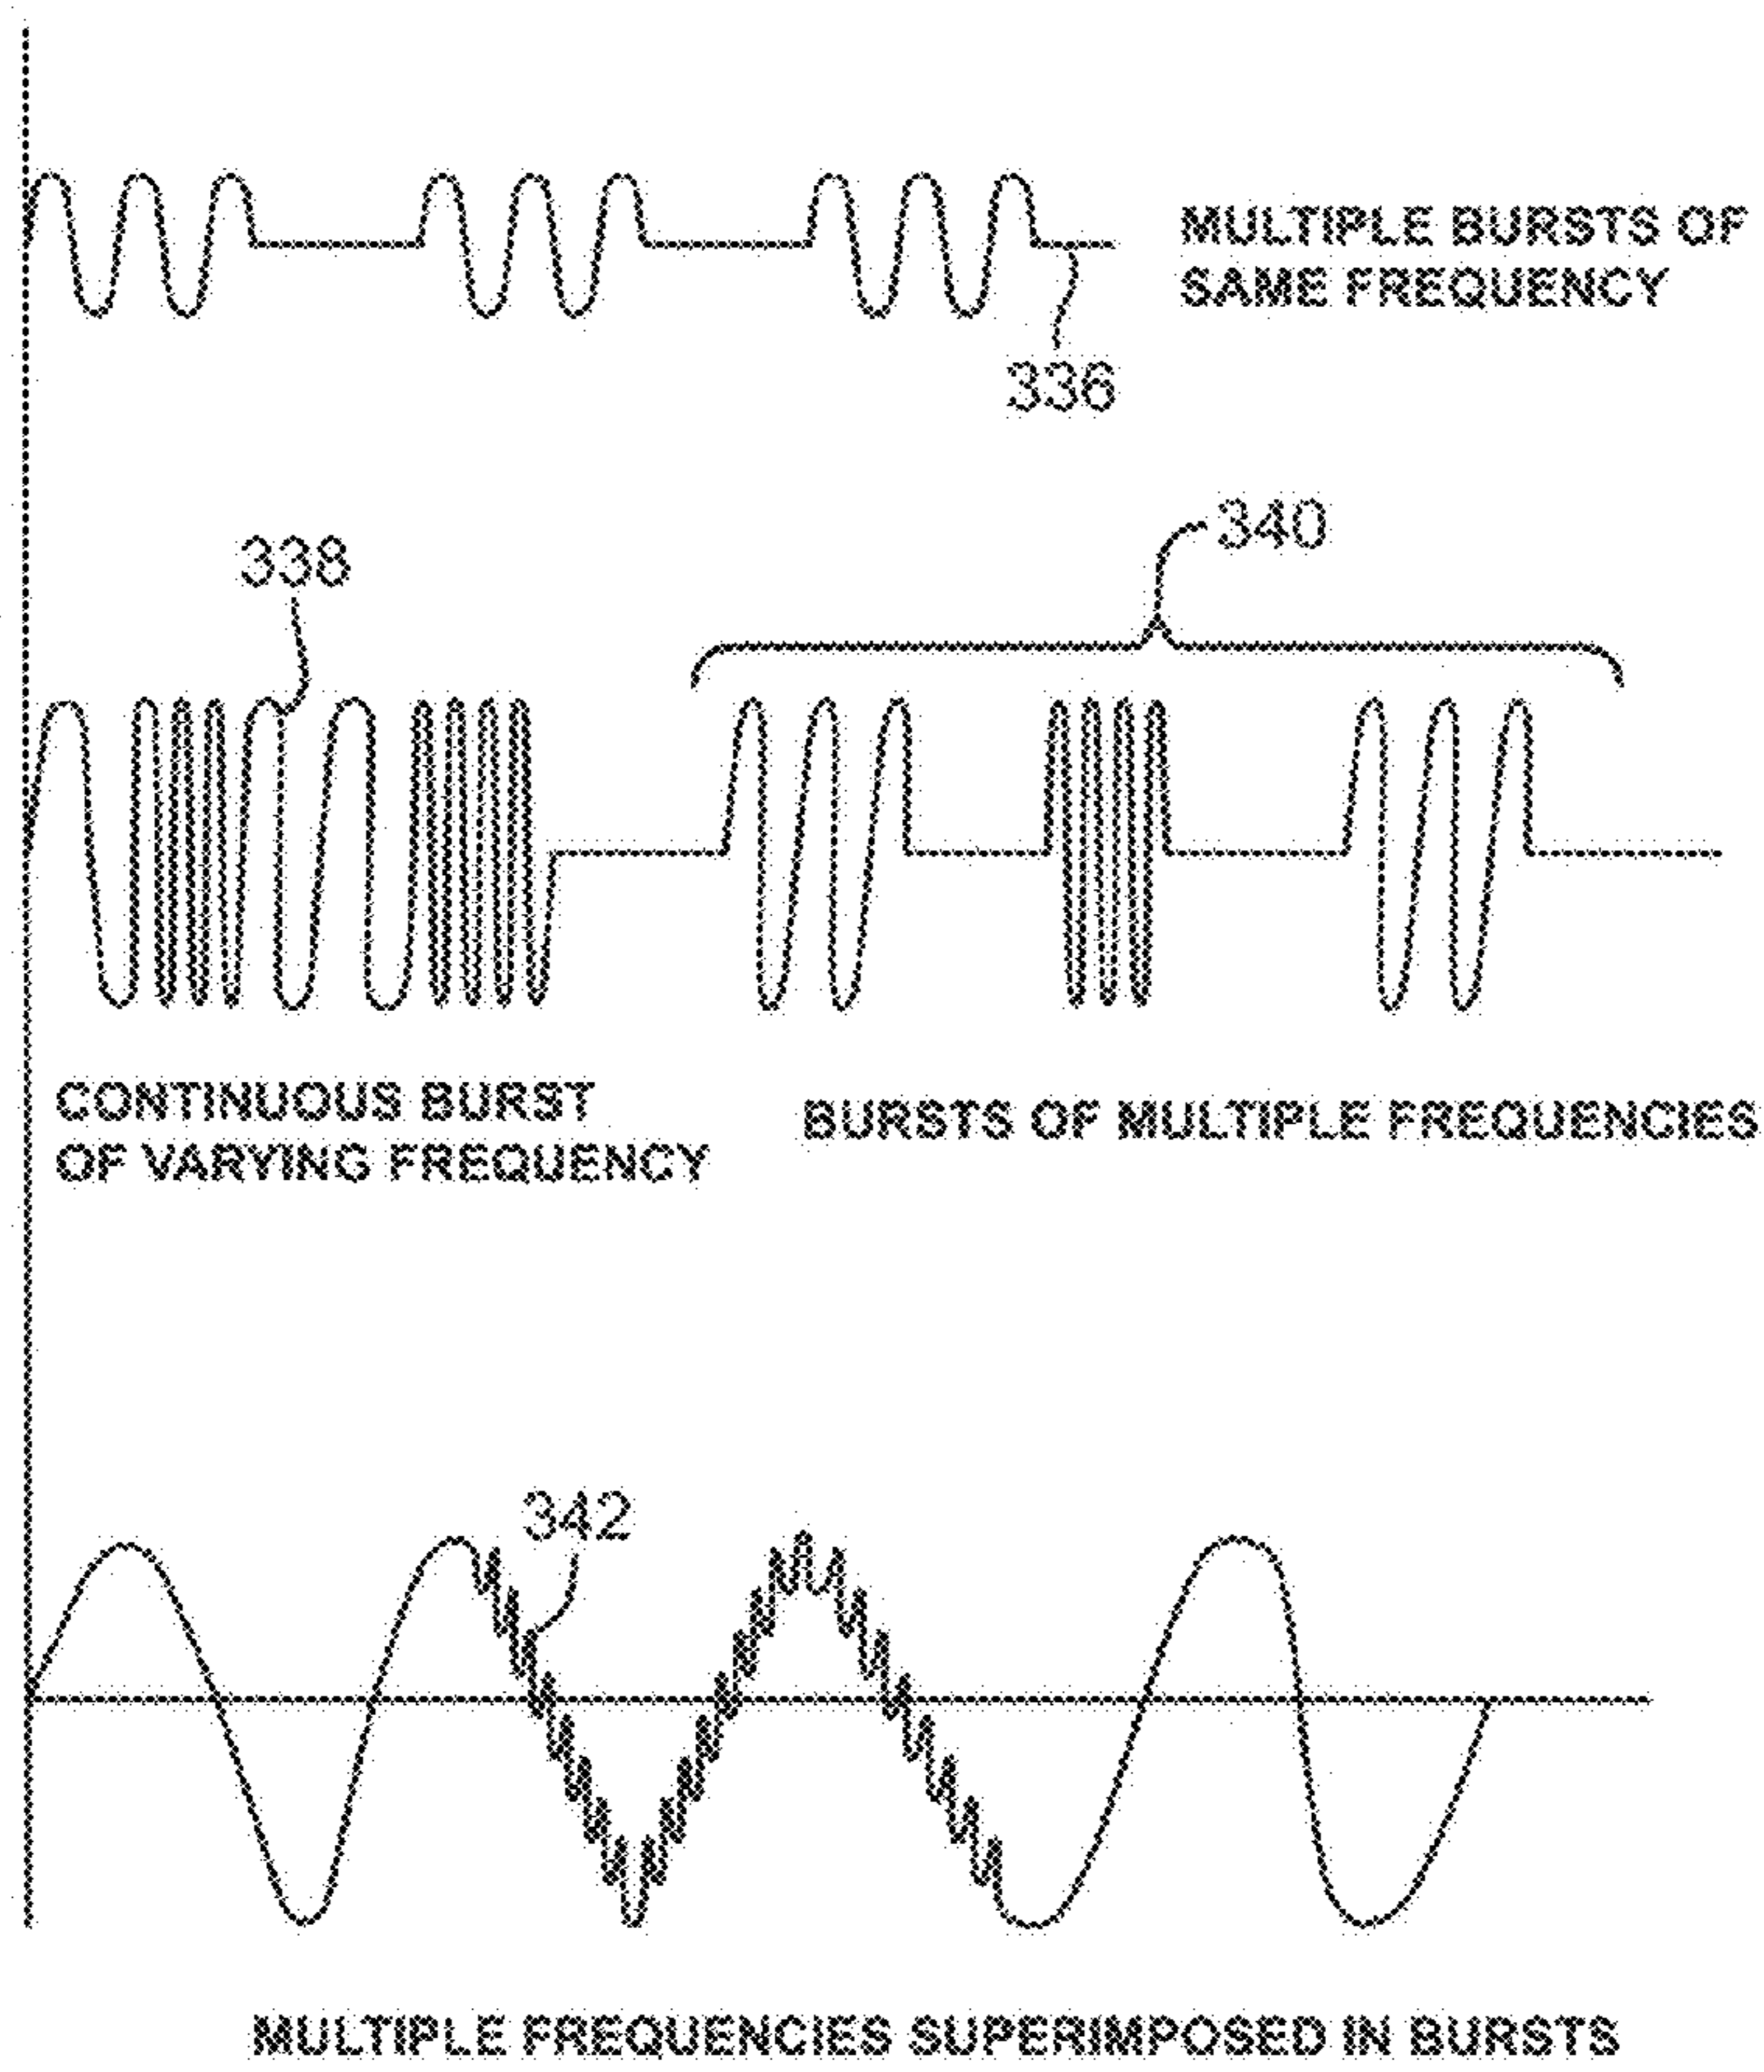 MULTIPLE BURSTS OF
SAME FREQUENCY
336
338
340
CONTINUOUS BURST
OF VARYING FREQUENCY
BURSTS OF MULTIPLE FREQUENCIES
342
MULTIPLE FREQUENCIES SUPERIMPOSED IN BURSTS